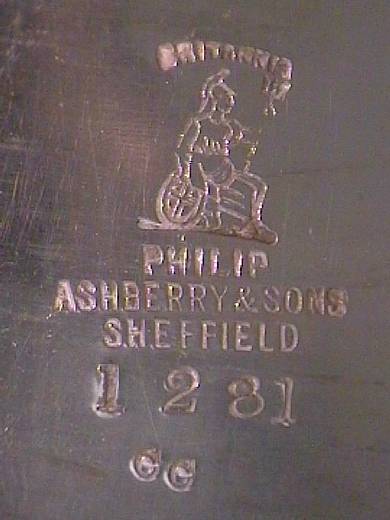 BRITANNIA
PHILIP
ASHBERRY & SONS
SHEFFIELD
1281
GG